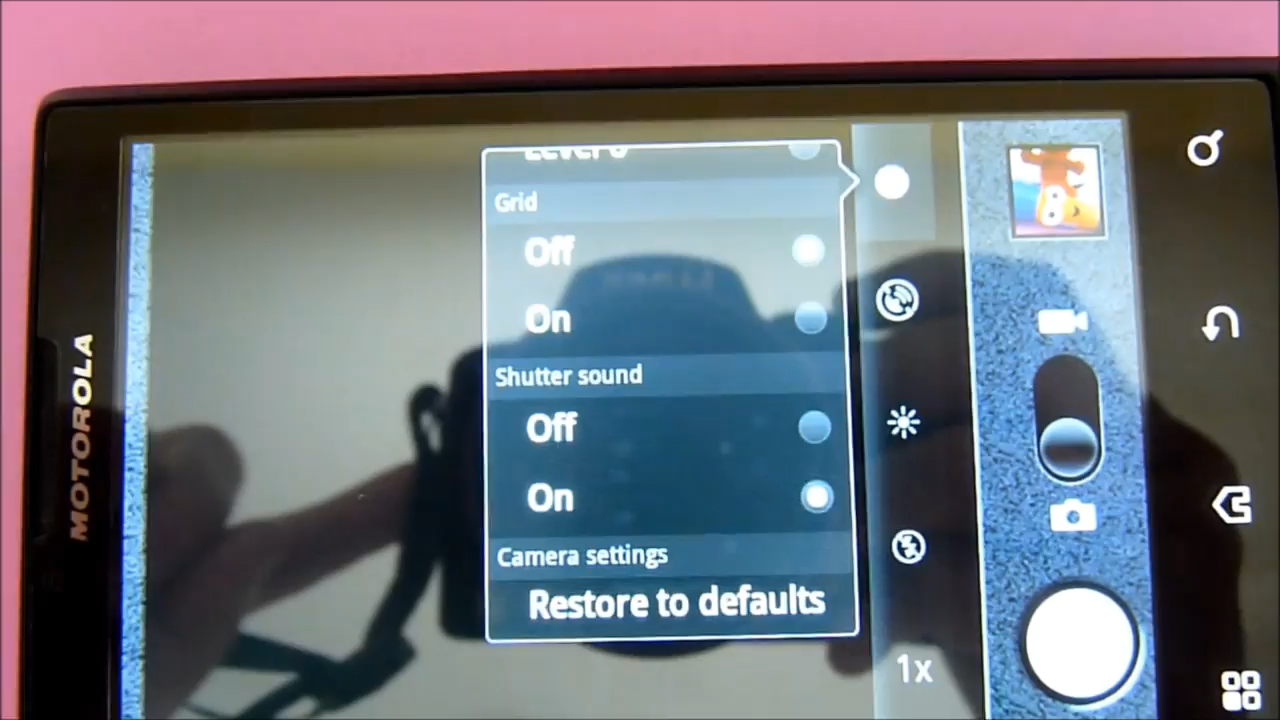 MOTOROLA
Grid
Off
On
Shutter sound
Off
On
Camera settings
Restore to defaults
1x